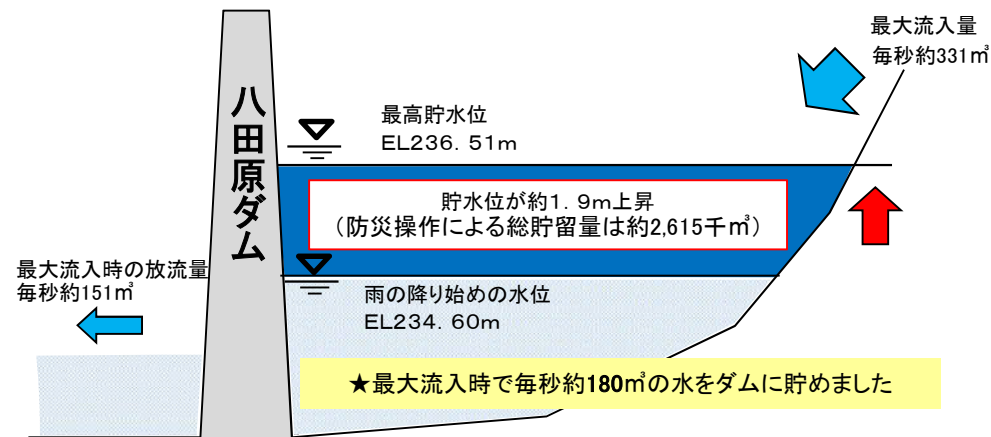 最大流入量
毎秒約331㎥
八田原ダム
最高貯水位
EL236．51m
貯水位が約1．9m上昇
（防災操作による総貯留量は約2,615千㎥）
最大流入時の放流量
毎秒約151㎥
雨の降り始めの水位
EL234．60m
★最大流入時で毎秒約180㎥の水をダムに貯めました